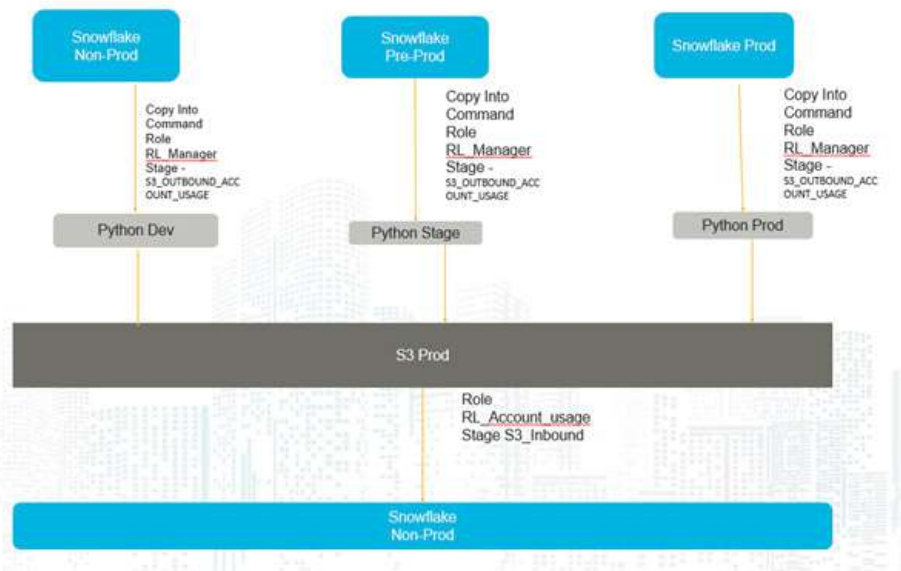 Snowflake
Non-Prod
Snowflake
Pre-Prod
Snowflake Prod
Copy Into
Command
Role
RL_Manager
Stage -
S3_OUTBOUND_ACC
OUNT_USAGE
Copy Into
Command
Role
RL_Manager
Stage -
S3_OUTBOUND_ACC
OUNT_USAGE
Copy Into
Command
Role
RL_Manager
Stage -
S3_OUTBOUND_ACC
OUNT_USAGE
Python Dev
Python Stage
Python Prod
S3 Prod
Role
RL_Account_usage
Stage S3_Inbound
Snowflake
Non-Prod